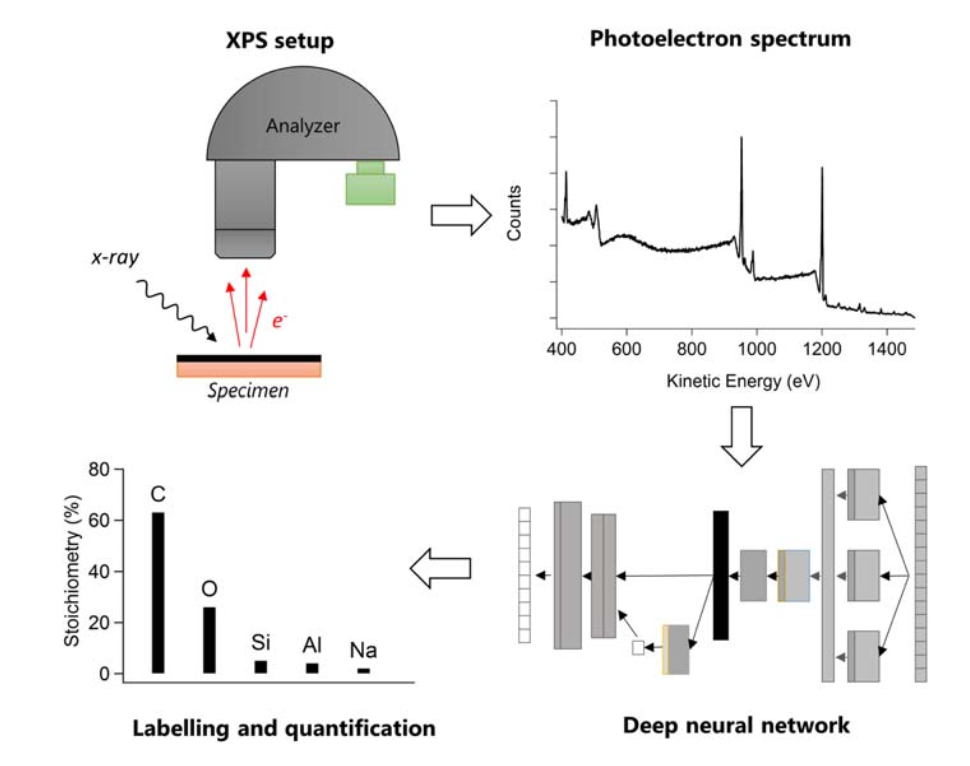 XPS setup
Analyzer
x-ray
e-
Specimen
Photoelectron spectrum
Counts
400 600 800 1000 1200 1400
Kinetic Energy (eV)
80
60
40
20
0
Stoichiometry (%)
C
O
Si
Al
Na
Labelling and quantification
Deep neural network